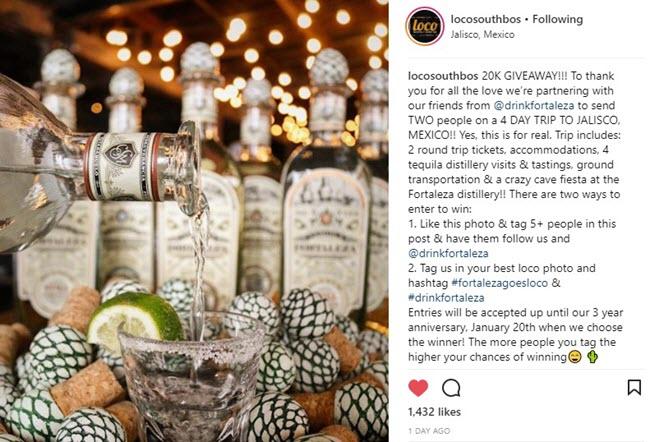 locosouthbos • Following
Jalisco, Mexico
loco
locosouthbos 20K GIVEAWAY!!! To thank
you for all the love we're partnering with
our friends from @drinkfortaleza to send
TWO people on a 4 DAY TRIP TO JALISCO,
MEXICO!! Yes, this is for real. Trip includes:
2 round trip tickets, accommodations, 4
tequila distillery visits & tastings, ground
transportation & a crazy cave fiesta at the
Fortaleza distillery!! There are two ways to
enter to win:
1. Like this photo & tag 5+ people in this
post & have them follow us and
@drinkfortaleza
2. Tag us in your best loco photo and
hashtag #fortalezagoesloco &
#drinkfortaleza
Entries will be accepted up until our 3 year
anniversary, January 20th when we choose
the winner! The more people you tag the
higher your chances of winning😄 🌵
1,432 likes
1 DAY AGO
FORTALEZA